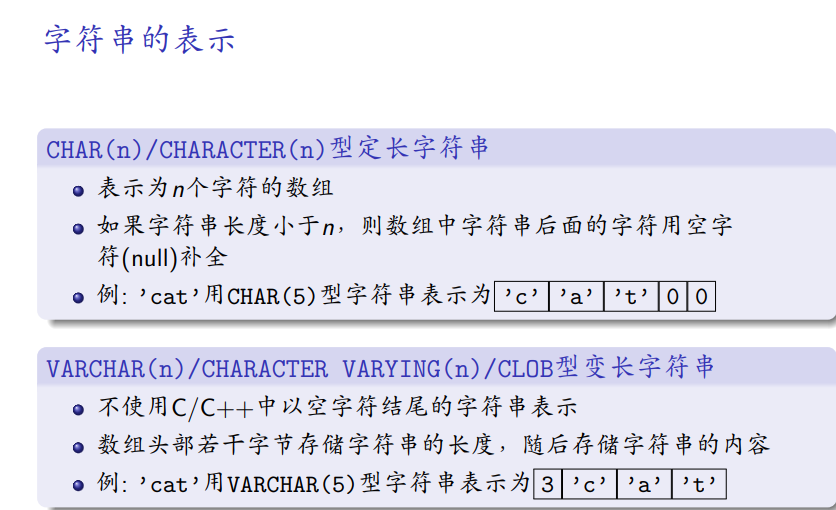 字符串的表示
CHAR(n)/CHARACTER(n)型定长字符串
表示为n个字符的数组
如果字符串长度小于n，则数组中字符串后面的字符用空字
符(null)补全
例: ’cat’用CHAR(5)型字符串表示为 ’c’ ’a’ ’t’ 0 0
VARCHAR(n)/CHARACTER VARYING(n)/CLOB型变长字符串
不使用C/C++中以空字符结尾的字符串表示
数组头部若干字节存储字符串的长度，随后存储字符串的内容
例: ’cat’用VARCHAR(5)型字符串表示为 3 ’c’ ’a’ ’t’